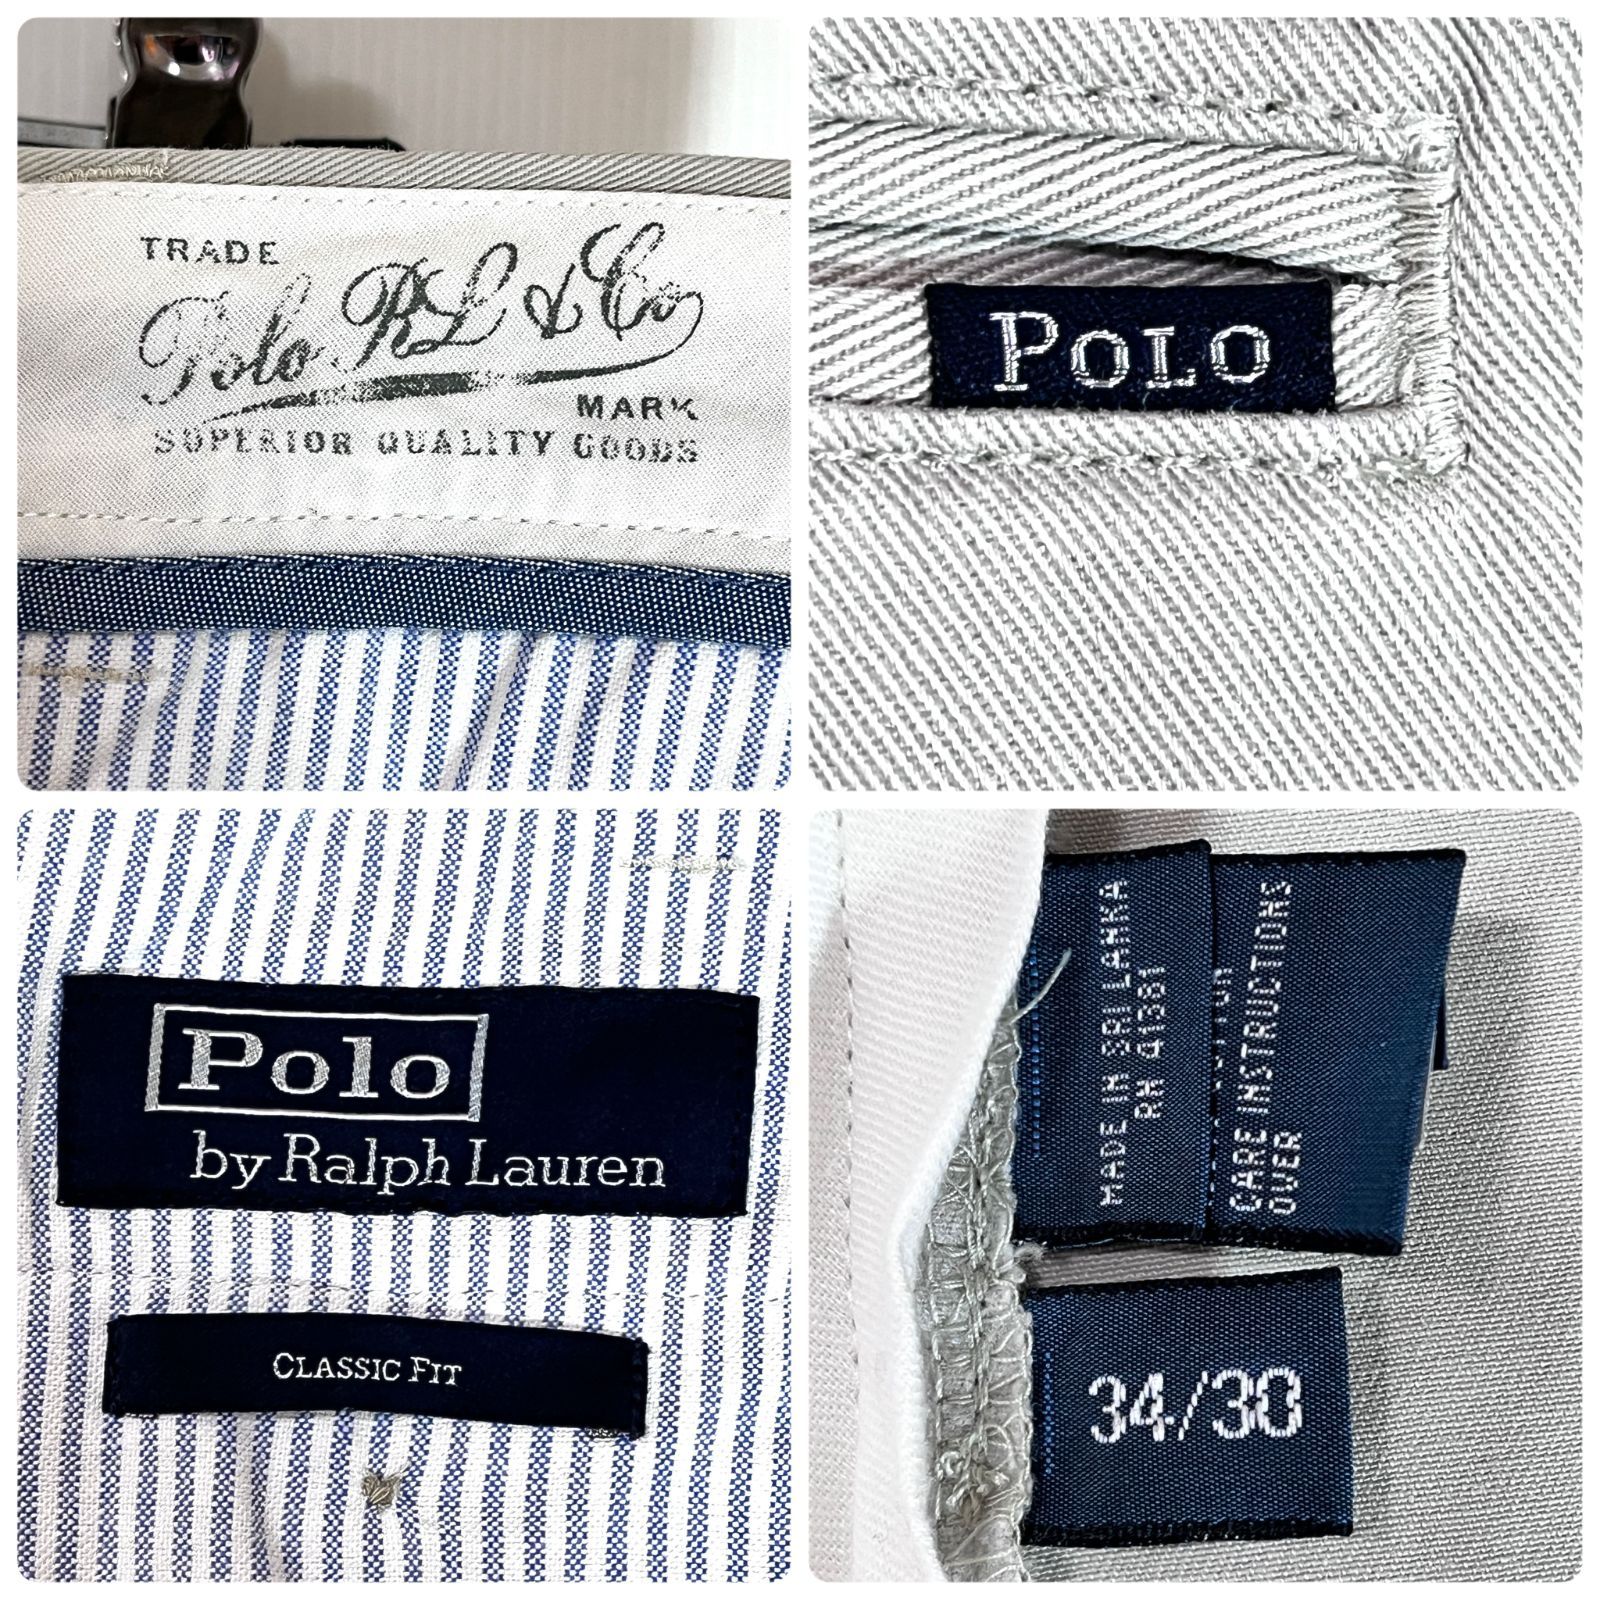 TRADE
Polo RL & Co
MARK
SUPERIOR QUALITY GOODS
POLO
Polo
by Ralph Lauren
CLASSIC FIT
MADE IN SRI LANKA
RN 41381
CARE INSTRUCTIONS
OVER
34/30